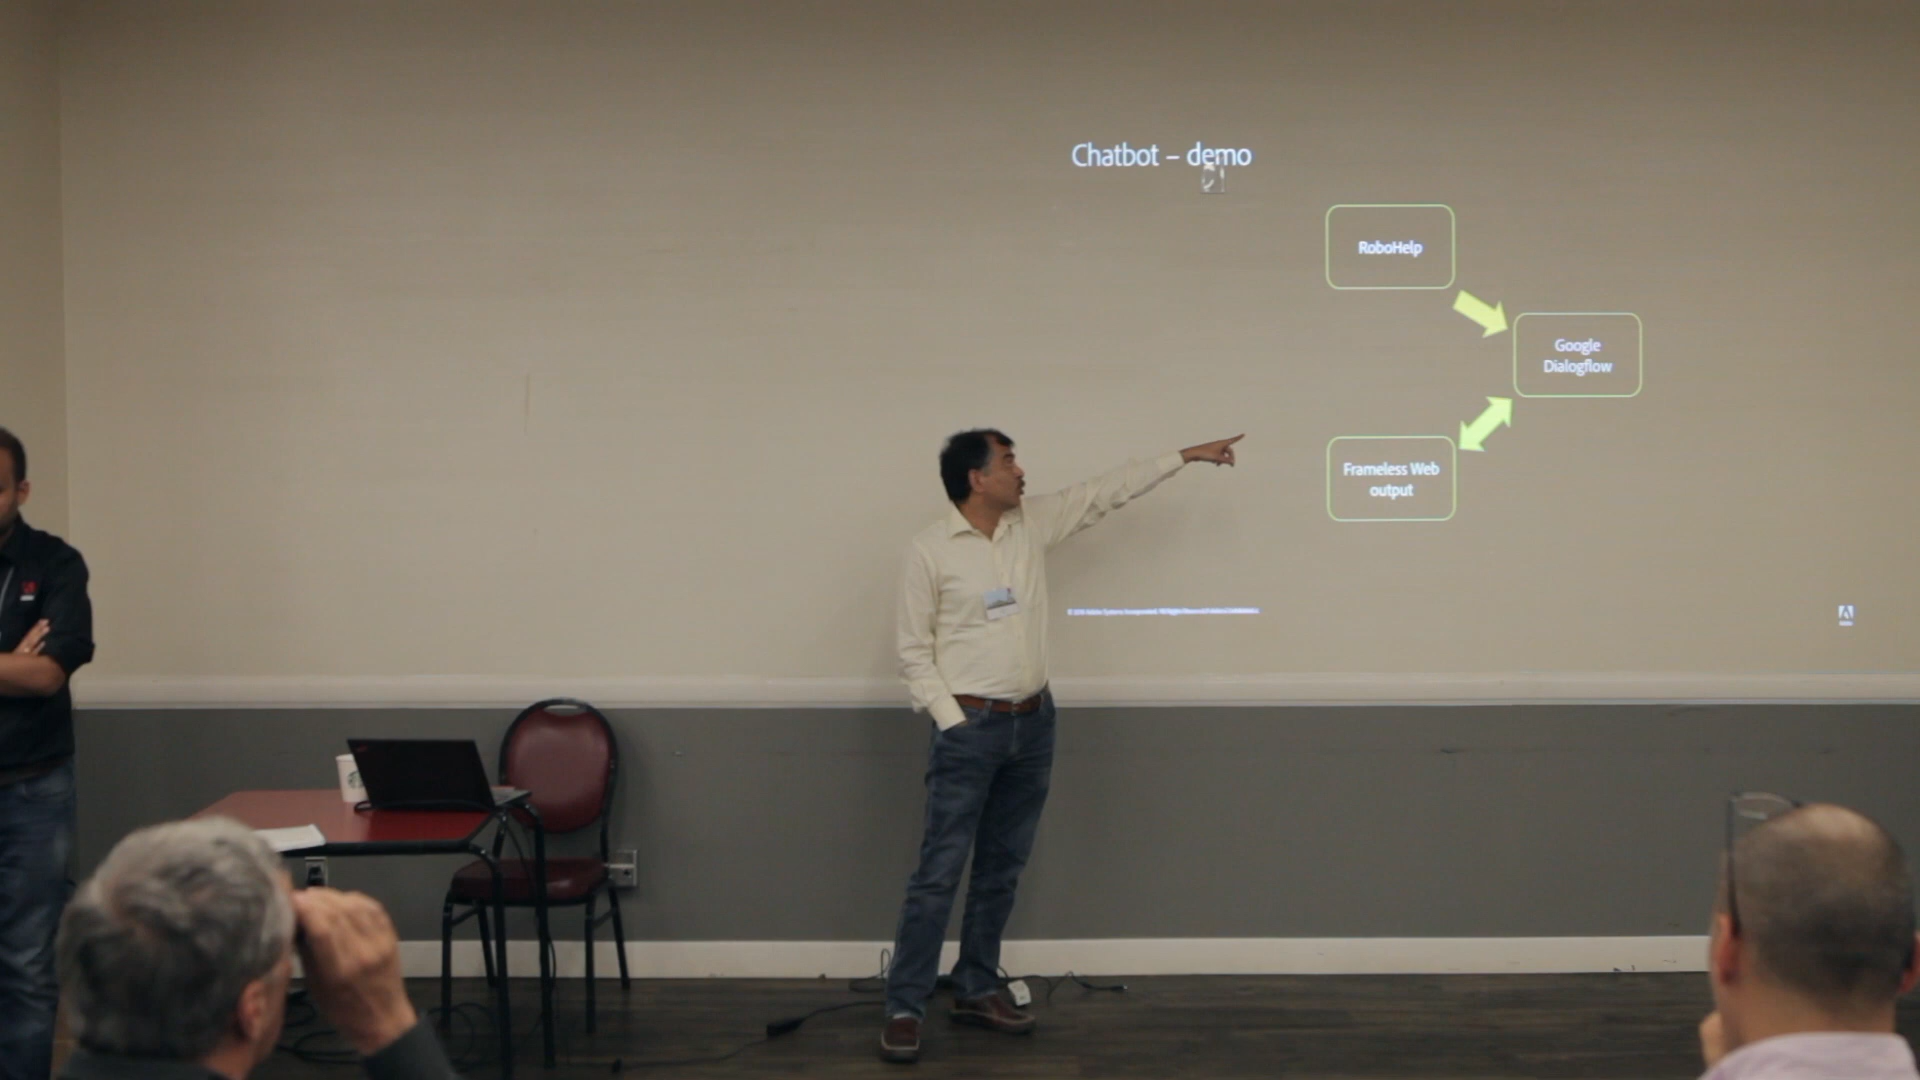 Chatbot – demo
RoboHelp
Google
Dialogflow
Frameless Web
output